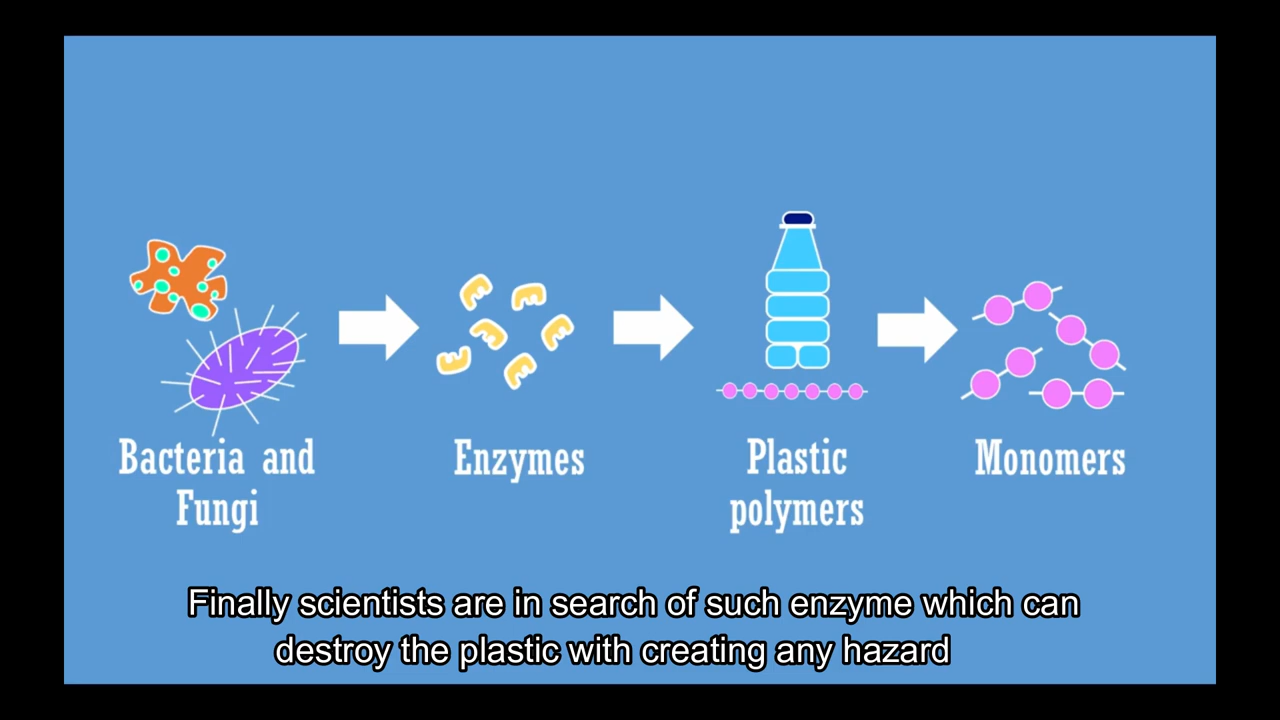 Bacteria and
Fungi
Enzymes
Plastic
polymers
Monomers
Finally scientists are in search of such enzyme which can
destroy the plastic with creating any hazard